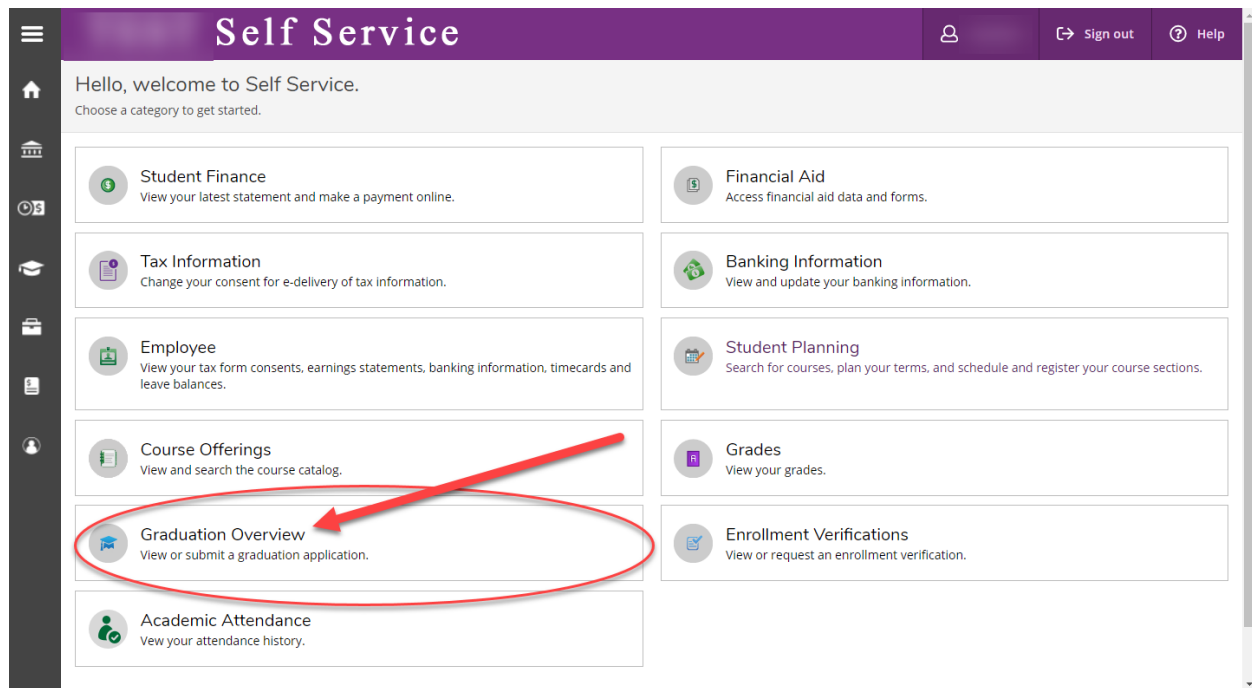 Self Service
Sign out
Help
Hello, welcome to Self Service.
Choose a category to get started.
Student Finance
View your latest statement and make a payment online.
Financial Aid
Access financial aid data and forms.
Tax Information
Change your consent for e-delivery of tax information.
Banking Information
View and update your banking information.
Employee
View your tax form consents, earnings statements, banking information, timecards and
leave balances.
Student Planning
Search for courses, plan your terms, and schedule and register your course sections.
Course Offerings
View and search the course catalog.
Grades
View your grades.
Graduation Overview
View or submit a graduation application.
Enrollment Verifications
View or request an enrollment verification.
Academic Attendance
Vew your attendance history.